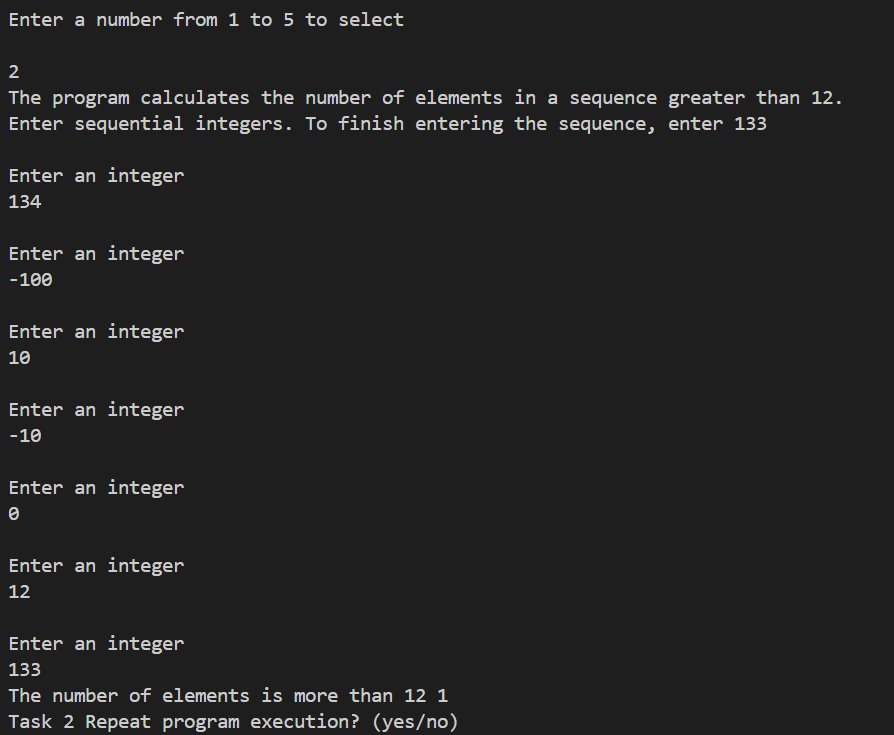 Enter a number from 1 to 5 to select
2
The program calculates the number of elements in a sequence greater than 12.
Enter sequential integers. To finish entering the sequence, enter 133
Enter an integer
134
Enter an integer
-100
Enter an integer
10
Enter an integer
-10
Enter an integer
0
Enter an integer
12
Enter an integer
133
The number of elements is more than 12 1
Task 2 Repeat program execution? (yes/no)